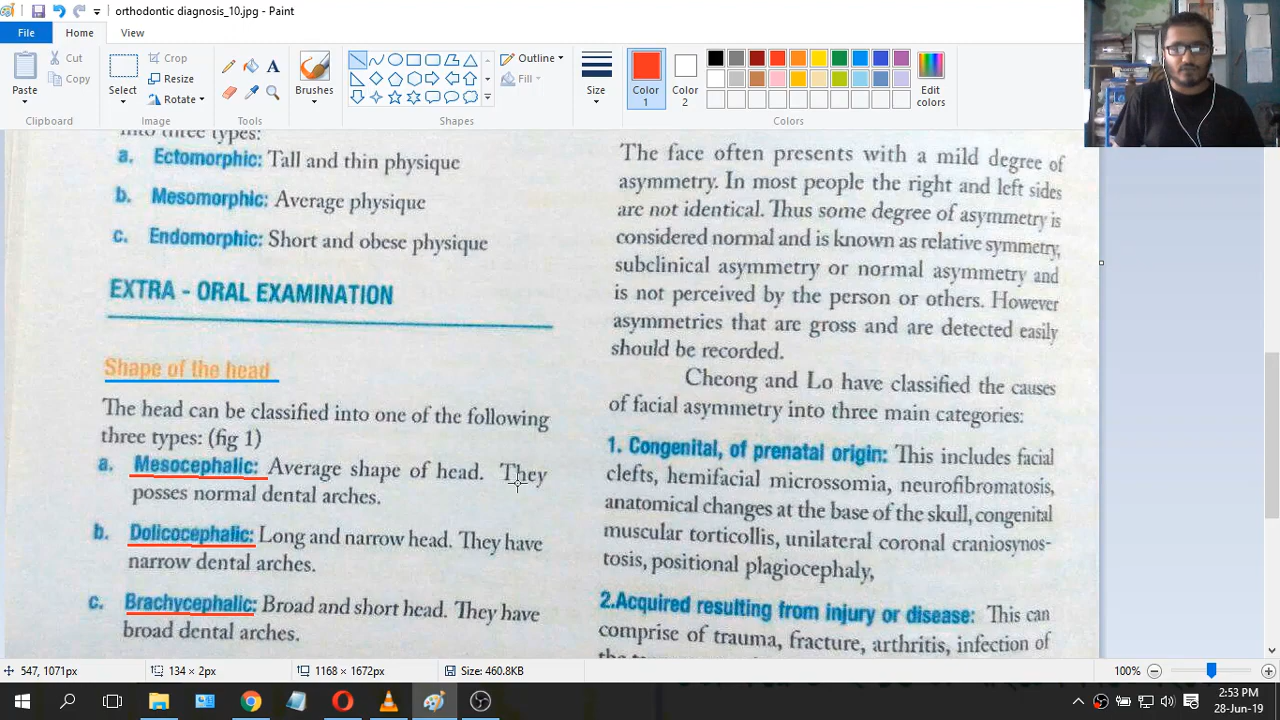 orthodontic diagnosis_10.jpg - Paint
File
Home
View
Paste
Cut
Copy
Clipboard
Select
Crop
Resize
Rotate
Image
Tools
Brushes
Outline
Fill
Shapes
Size
Color
1
Color
2
Edit
colors
Colors
into three types:
a. Ectomorphic: Tall and thin physique
b. Mesomorphic: Average physique
c. Endomorphic: Short and obese physique
EXTRA - ORAL EXAMINATION
Shape of the head
The head can be classified into one of the following
three types: (fig 1)
a. Mesocephalic: Average shape of head. They
posses normal dental arches.
b. Dolicocephalic: Long and narrow head. They have
narrow dental arches.
c. Brachycephalic: Broad and short head. They have
broad dental arches.
The face often presents with a mild degree of
asymmetry. In most people the right and left sides
are not identical. Thus some degree of asymmetry is
considered normal and is known as relative symmetry,
subclinical asymmetry or normal asymmetry and
is not perceived by the person or others. However
asymmetries that are gross and are detected easily
should be recorded.
Cheong and Lo have classified the causes
of facial asymmetry into three main categories:
1. Congenital, of prenatal origin: This includes facial
clefts, hemifacial microssomia, neurofibromatosis,
anatomical changes at the base of the skull, congenital
muscular torticollis, unilateral coronal craniosynos-
tosis, positional plagiocephaly,
2.Acquired resulting from injury or disease: This can
comprise of trauma, fracture, arthritis, infection of
547, 1071px
134 × 2px
1168 × 1672px
Size: 460.8KB
100%
2:53 PM
28-Jun-19